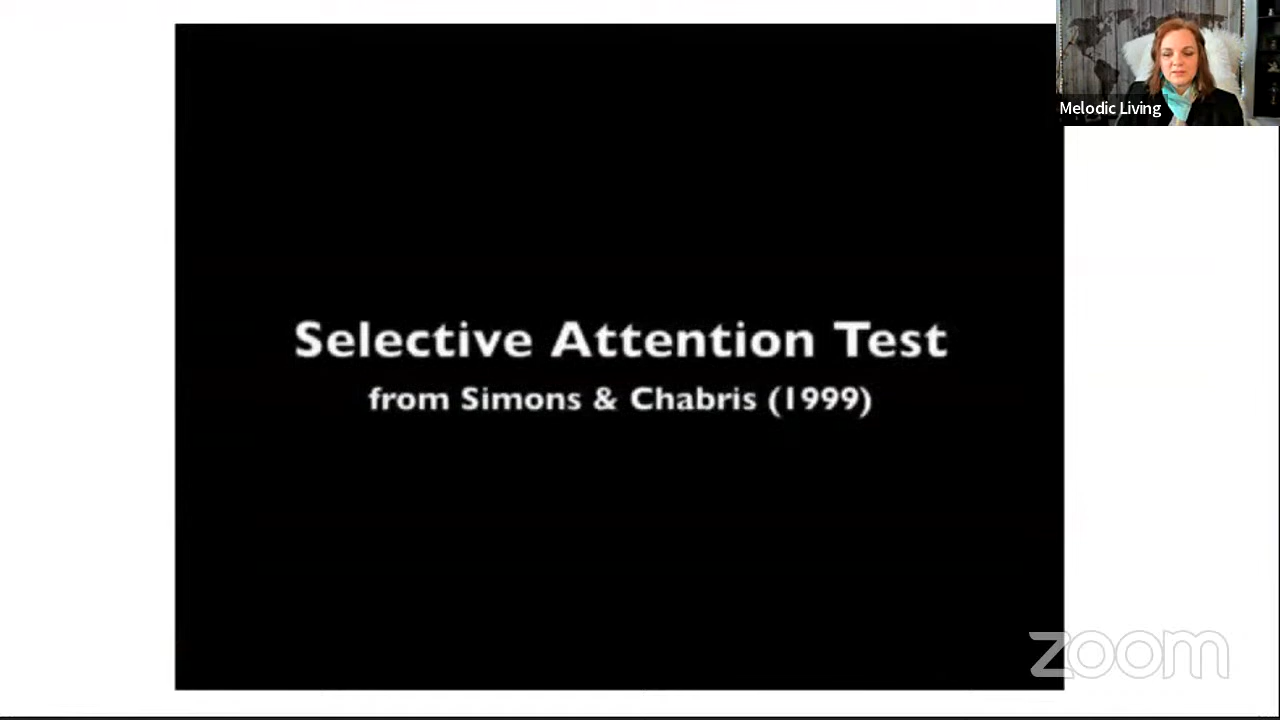 Melodic Living
Selective Attention Test
from Simons & Chabris (1999)
zoom